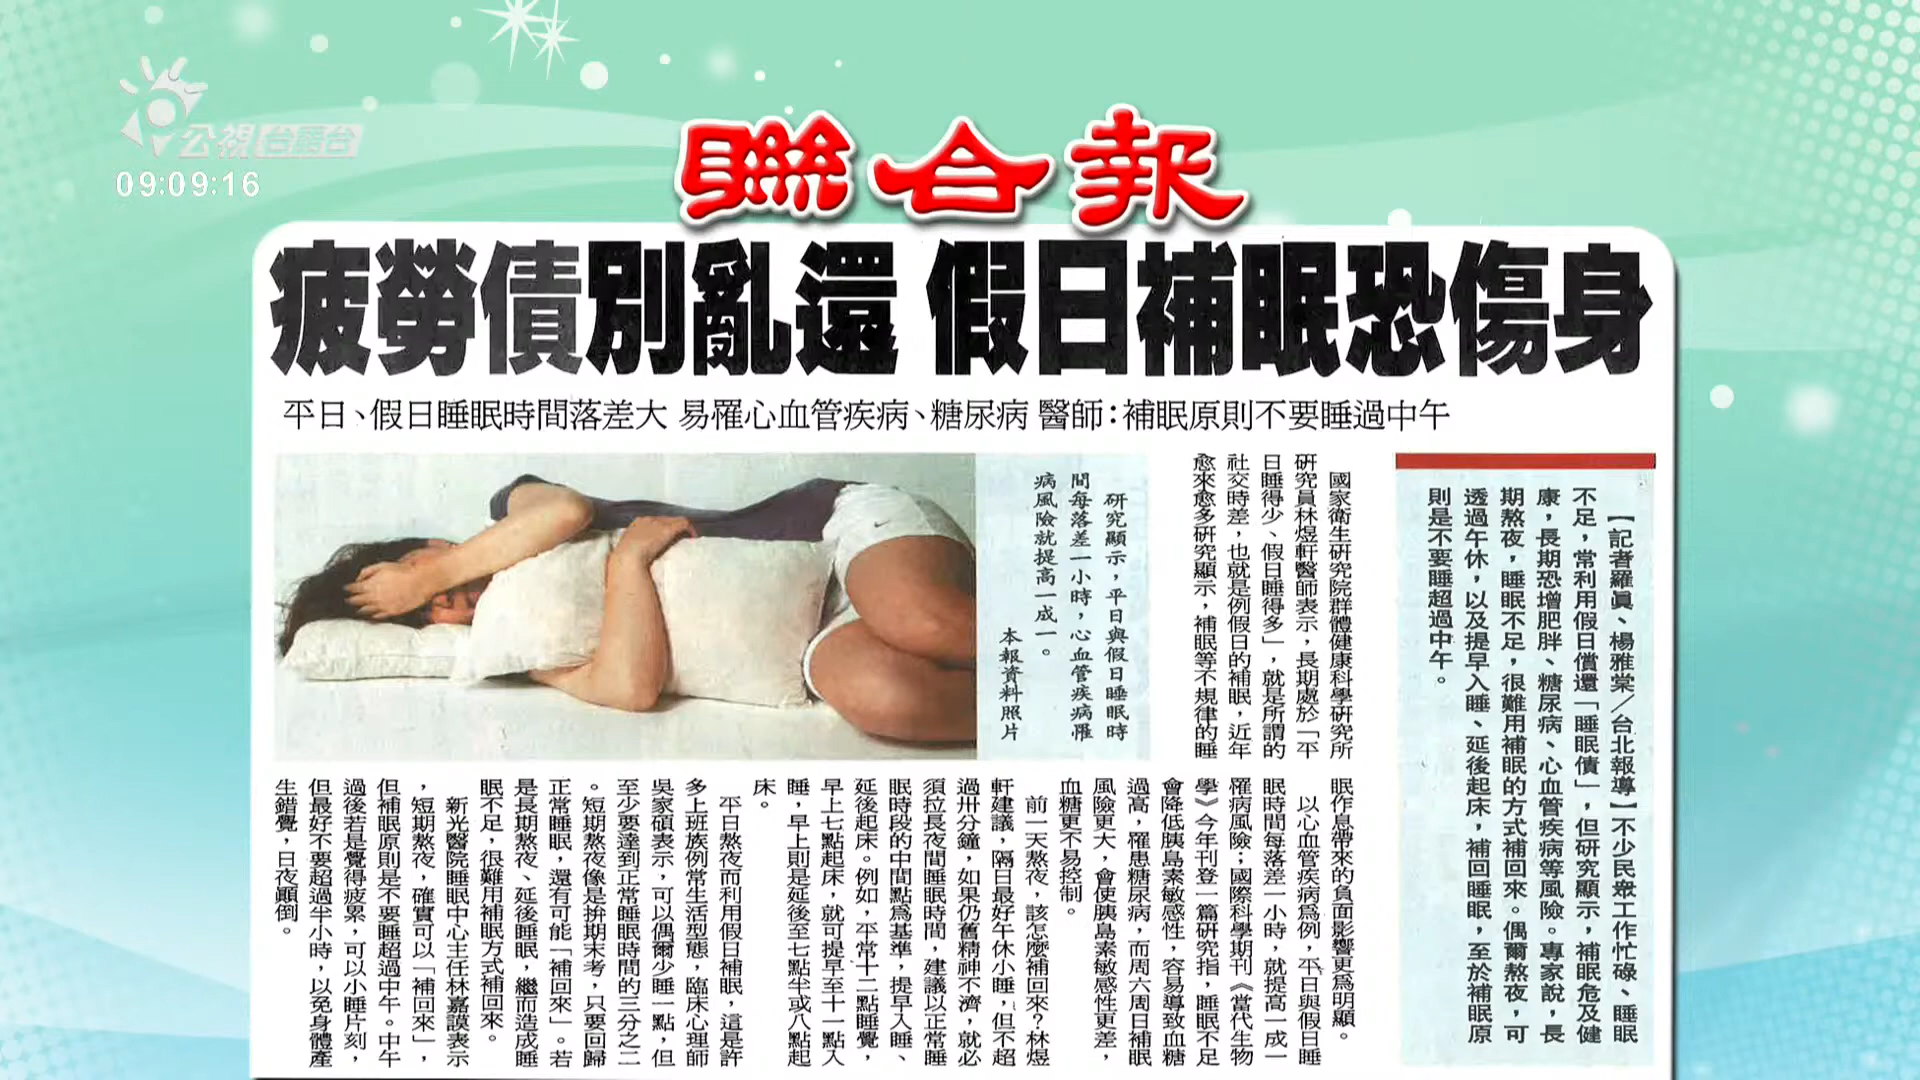 公視台語台
09:09:16
聯合報
疲勞債別亂還 假日補眠恐傷身
平日、假日睡眠時間落差大 易罹心血管疾病、糖尿病 醫師：補眠原則不要睡過中午
【記者羅真、楊雅棠／台北報導】不少民眾工作忙碌、睡眠
不足，常利用假日償還「睡眠債」，但研究顯示，補眠危及健
康，長期恐增肥胖、糖尿病、心血管疾病等風險。專家說，長
期熬夜，睡眠不足，很難用補眠的方式補回來。偶爾熬夜，可
透過午休，以及提早入睡、延後起床，補回睡眠，至於補眠原
則是不要睡超過中午。
國家衛生研究院群體健康科學研究所
研究員林煜軒醫師表示，長期處於「平
日睡得少、假日睡得多」，就是所謂的
社交時差，也就是例假日的補眠，近年
愈來愈多研究顯示，補眠等不規律的睡
研究顯示，平日與假日睡眠時
間每落差一小時，心血管疾病罹
病風險就提高一成一。
本報資料照片
眠作息帶來的負面影響更為明顯。
以心血管疾病為例，平日與假日睡
眠時間每落差一小時，就提高一成一
罹病風險；國際科學期刊《當代生物
學》今年刊登一篇研究指，睡眠不足
會降低胰島素敏感性，容易導致血糖
過高，罹患糖尿病，而周六周日補眠
風險更大，會使胰島素敏感性更差，
血糖更不易控制。
前一天熬夜，該怎麼補回來？林煜
軒建議，隔日最好午休小睡，但不超
過卅分鐘，如果仍舊精神不濟，就必
須拉長夜間睡眠時間，建議以正常睡
眠時段的中間點為基準，提早入睡、
延後起床。例如，平常十二點睡覺，
早上七點起床，就可提早至十一點入
睡，早上則是延後至七點半或八點起
床。
平日熬夜而利用假日補眠，這是許
多上班族例常生活型態，臨床心理師
吳家碩表示，可以偶爾少睡一點，但
至少要達到正常睡眠時間的三分之二
。短期熬夜像是拚期末考，只要回歸
正常睡眠，還有可能「補回來」。若
是長期熬夜、延後睡眠，繼而造成睡
眠不足，很難用補眠方式補回來。
新光醫院睡眠中心主任林嘉謨表示
，短期熬夜，確實可以「補回來」，
但補眠原則是不要睡超過中午。中午
過後若是覺得疲累，可以小睡片刻，
但最好不要超過半小時，以免身體產
生錯覺，日夜顛倒。